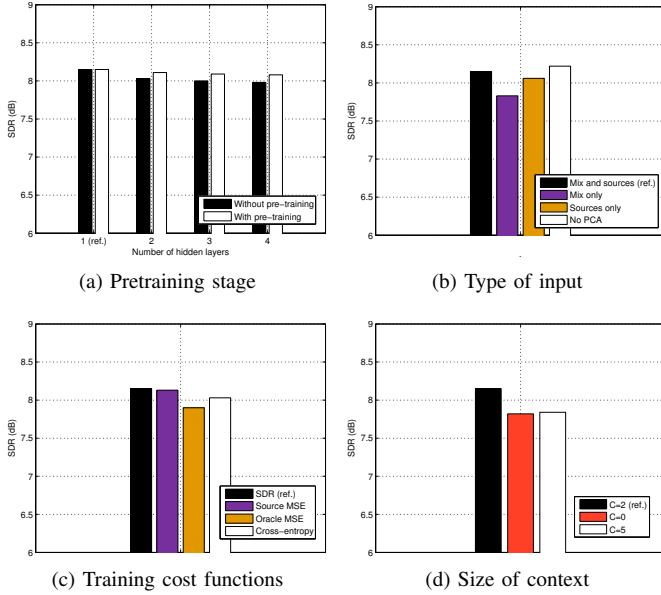 9
8.5
8
7.5
7
6.5
6
SDR (dB)
1 (ref.) 2 3 4
Number of hidden layers
Without pre−training
With pre−training
(a) Pretraining stage
9
8.5
8
7.5
7
6.5
6
SDR (dB)
Mix and sources (ref.)
Mix only
Sources only
No PCA
.
(b) Type of input
9
8.5
8
7.5
7
6.5
6
SDR (dB)
SDR (ref.)
Source MSE
Oracle MSE
Cross−entropy
(c) Training cost functions
9
8.5
8
7.5
7
6.5
6
SDR (dB)
C=2 (ref.)
C=0
C=5
(d) Size of context